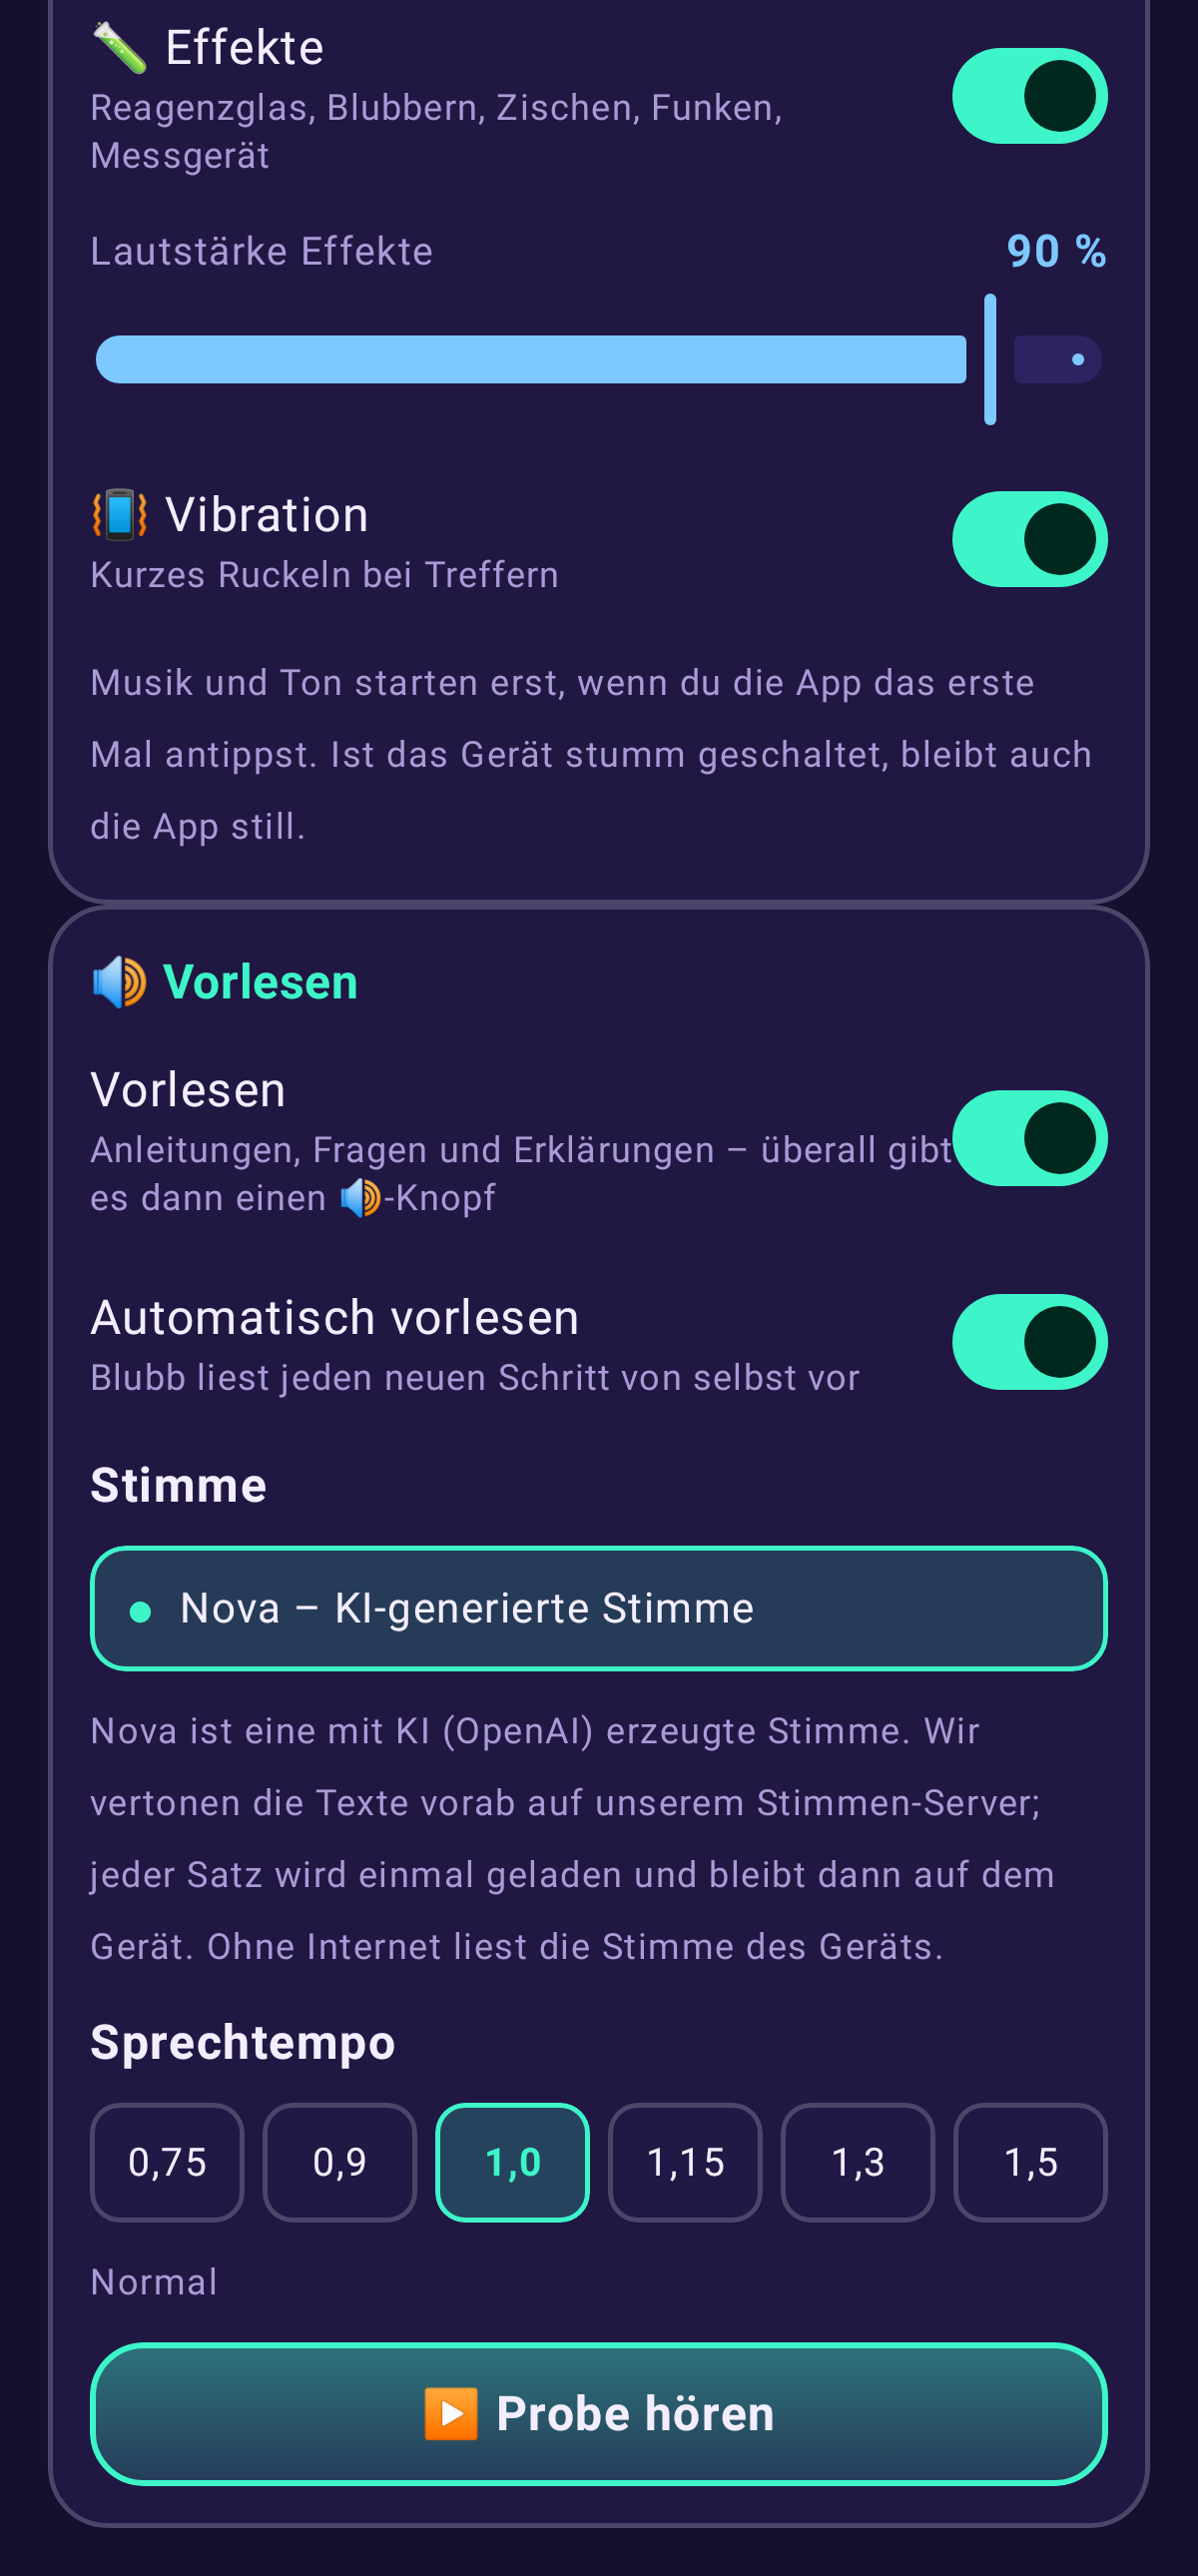 🧪 Effekte
Reagenzglas, Blubbern, Zischen, Funken,
Messgerät
Lautstärke Effekte 90 %
📳 Vibration
Kurzes Ruckeln bei Treffern
Musik und Ton starten erst, wenn du die App das erste
Mal antippst. Ist das Gerät stumm geschaltet, bleibt auch
die App still.
🔊 Vorlesen
Vorlesen
Anleitungen, Fragen und Erklärungen – überall gibt
es dann einen 🔊-Knopf
Automatisch vorlesen
Blubb liest jeden neuen Schritt von selbst vor
Stimme
Nova – KI-generierte Stimme
Nova ist eine mit KI (OpenAI) erzeugte Stimme. Wir
vertonen die Texte vorab auf unserem Stimmen-Server;
jeder Satz wird einmal geladen und bleibt dann auf dem
Gerät. Ohne Internet liest die Stimme des Geräts.
Sprechtempo
0,75 0,9 1,0 1,15 1,3 1,5
Normal
▶️ Probe hören